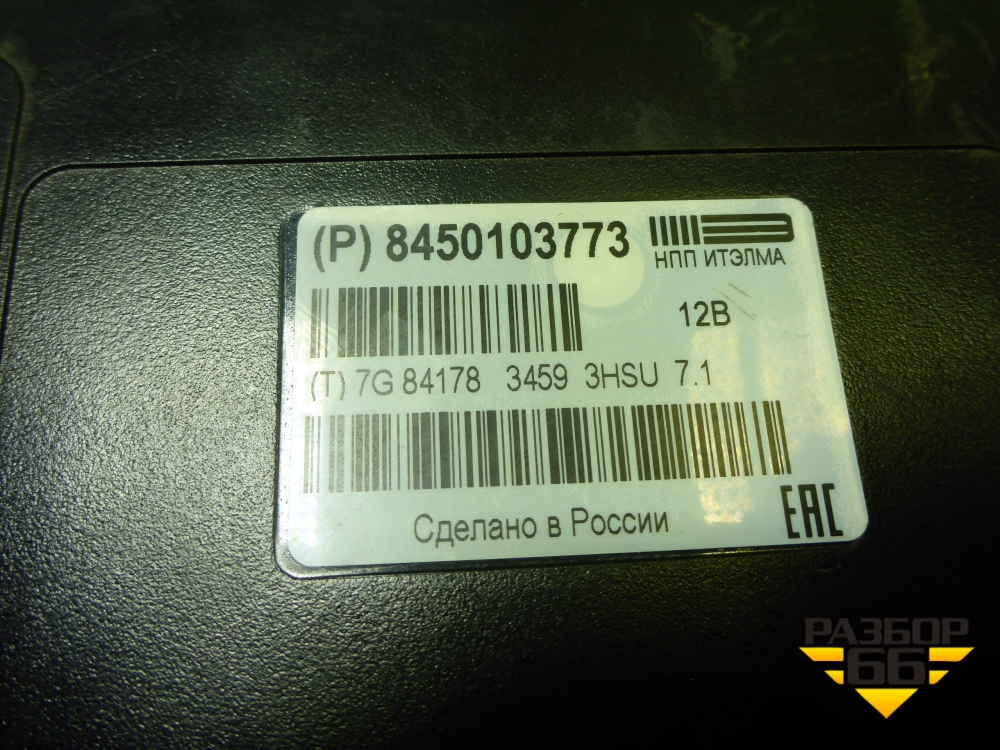 (P) 8450103773
НПП ИТЭЛМА
12В
(T) 7G 84178 3459 3HSU 7.1
Сделано в России
EAC
РАЗБОР
66